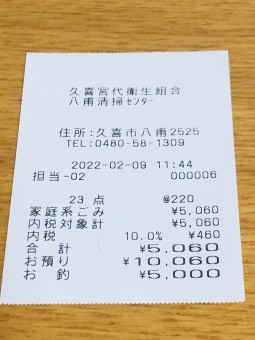 久喜宮代衛生組合
八甫清掃ｾﾝﾀｰ
住所:久喜市八甫2525
TEL:0480-58-1309
2022-02-09 11:44
担当-02 000006
23 点 @220
家庭系ごみ ¥5,060
内税対象計 ¥5,060
内税 10.0% ¥460
合 計 ¥5,060
お預り ¥10,060
お 釣 ¥5,000